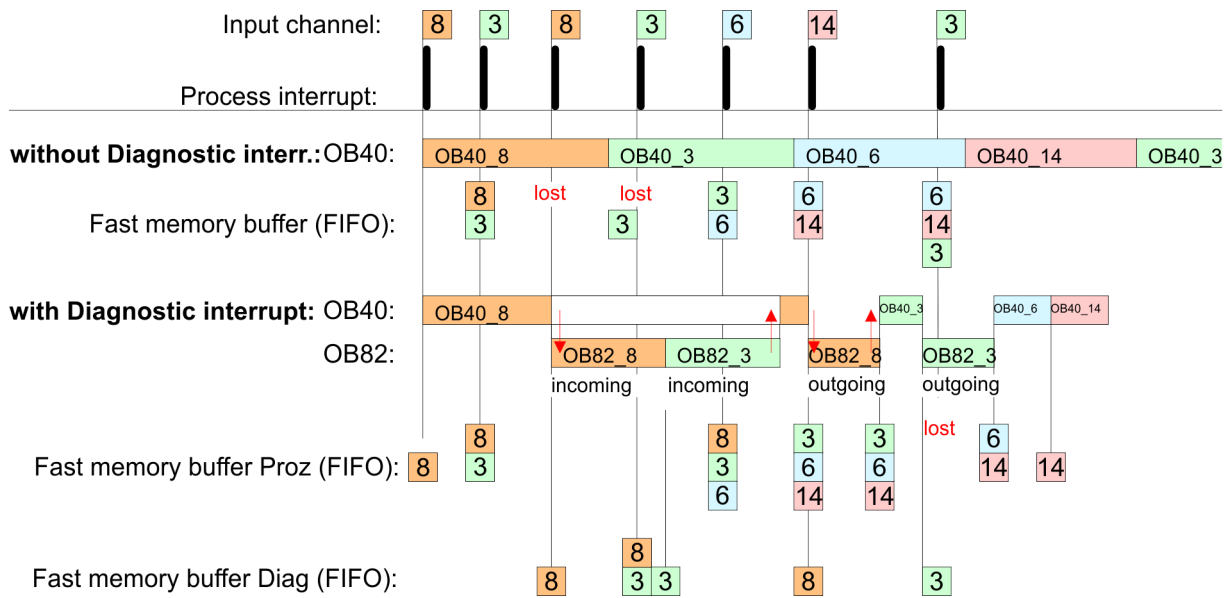 Input channel: 8 3 8 3 6 14 3
Process interrupt:
without Diagnostic interr.: OB40: OB40_8 OB40_3 OB40_6 OB40_14 OB40_3
8 lost lost 3 6 6
Fast memory buffer (FIFO): 3 3 6 14 14
3
with Diagnostic interrupt: OB40: OB40_8 OB40_3 OB40_6 OB40_14
OB82: OB82_8 OB82_3 OB82_8 OB82_3
incoming incoming outgoing outgoing
8 8 3 3 lost 6
Fast memory buffer Proz (FIFO): 8 3 3 6 6 14 14
6 14 14
8
Fast memory buffer Diag (FIFO): 8 3 3 8 3